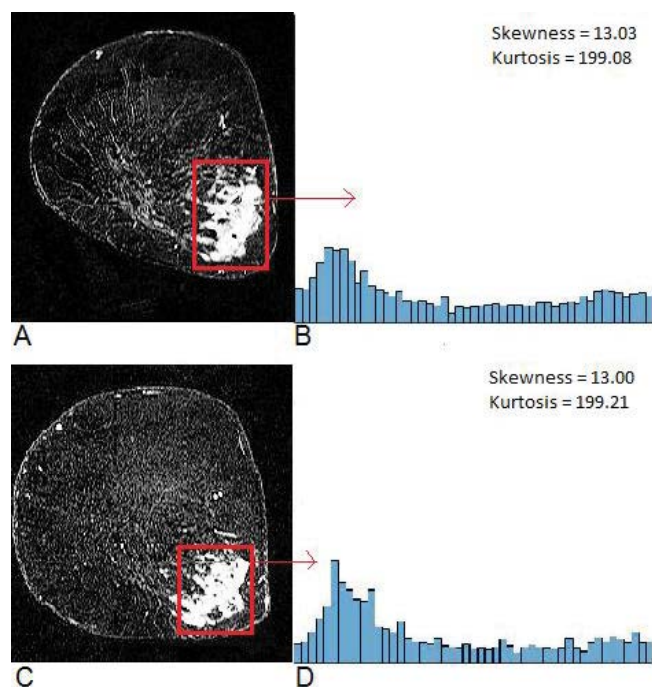 Skewness = 13.03
Kurtosis = 199.08
A
B
Skewness = 13.00
Kurtosis = 199.21
C
D